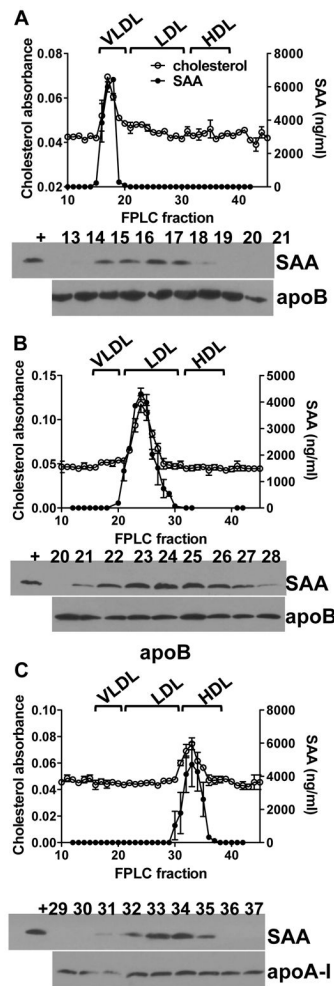 A
VLDL LDL HDL
Cholesterol absorbance
0.08
0.06
0.04
0.02
cholesterol
SAA
8000
6000
4000
2000
0
SAA (ng/ml)
10 20 30 40
FPLC fraction
+ 13 14 15 16 17 18 19 20 21
SAA
apoB
B
VLDL LDL HDL
Cholesterol absorbance
0.15
0.10
0.05
0.00
5000
4000
3000
2000
1000
0
SAA (ng/ml)
10 20 30 40
FPLC fraction
+ 20 21 22 23 24 25 26 27 28
SAA
apoB
apoB
C
VLDL LDL HDL
Cholesterol absorbance
0.10
0.08
0.06
0.04
0.02
0.00
8000
6000
4000
2000
0
SAA (ng/ml)
10 20 30 40
FPLC fraction
+29 30 31 32 33 34 35 36 37
SAA
apoA-I